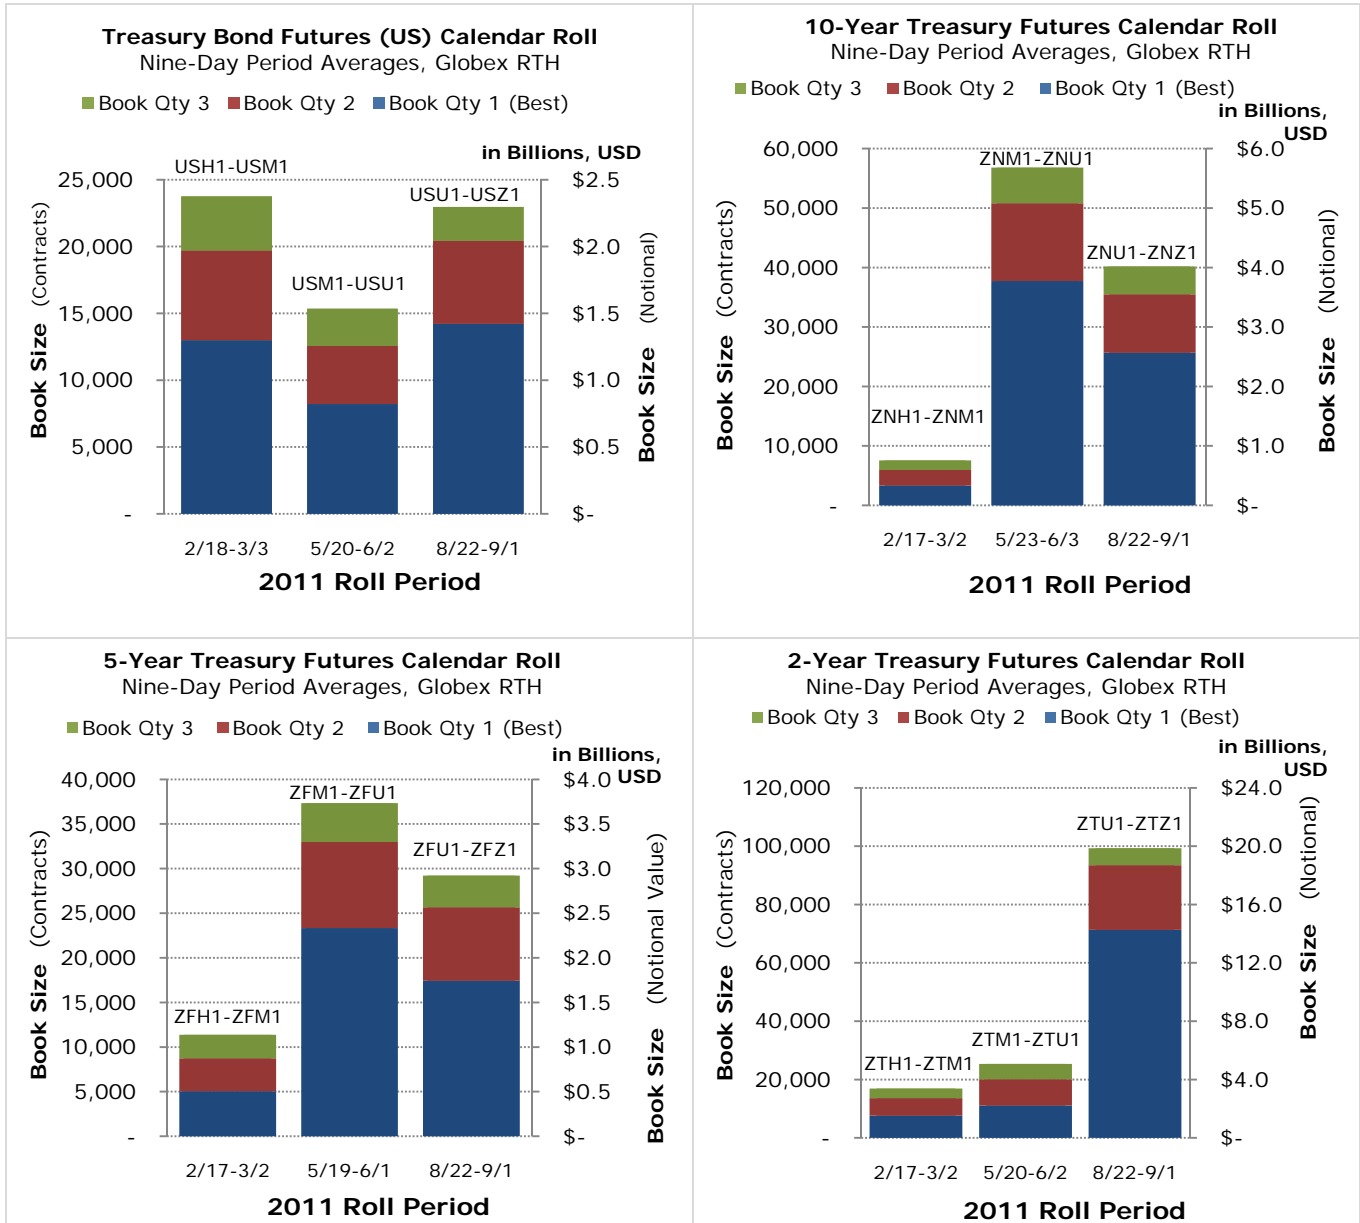 Treasury Bond Futures (US) Calendar Roll
Nine-Day Period Averages, Globex RTH
Book Qty 3 Book Qty 2 Book Qty 1 (Best)
in Billions, USD
USH1-USM1
USM1-USU1
USU1-USZ1
25,000
20,000
15,000
10,000
5,000
-
Book Size (Contracts)
$2.5
$2.0
$1.5
$1.0
$0.5
$-
Book Size (Notional)
2/18-3/3 5/20-6/2 8/22-9/1
2011 Roll Period
10-Year Treasury Futures Calendar Roll
Nine-Day Period Averages, Globex RTH
Book Qty 3 Book Qty 2 Book Qty 1 (Best)
in Billions,
USD
ZNH1-ZNM1
ZNM1-ZNU1
ZNU1-ZNZ1
60,000
50,000
40,000
30,000
20,000
10,000
-
Book Size (Contracts)
$6.0
$5.0
$4.0
$3.0
$2.0
$1.0
$-
Book Size (Notional)
2/17-3/2 5/23-6/3 8/22-9/1
2011 Roll Period
5-Year Treasury Futures Calendar Roll
Nine-Day Period Averages, Globex RTH
Book Qty 3 Book Qty 2 Book Qty 1 (Best)
in Billions,
USD
ZFH1-ZFM1
ZFM1-ZFU1
ZFU1-ZFZ1
40,000
35,000
30,000
25,000
20,000
15,000
10,000
5,000
-
Book Size (Contracts)
$4.0
$3.5
$3.0
$2.5
$2.0
$1.5
$1.0
$0.5
$-
Book Size (Notional Value)
2/17-3/2 5/19-6/1 8/22-9/1
2011 Roll Period
2-Year Treasury Futures Calendar Roll
Nine-Day Period Averages, Globex RTH
Book Qty 3 Book Qty 2 Book Qty 1 (Best)
in Billions,
USD
ZTH1-ZTM1
ZTM1-ZTU1
ZTU1-ZTZ1
120,000
100,000
80,000
60,000
40,000
20,000
-
Book Size (Contracts)
$24.0
$20.0
$16.0
$12.0
$8.0
$4.0
$-
Book Size (Notional)
2/17-3/2 5/20-6/2 8/22-9/1
2011 Roll Period